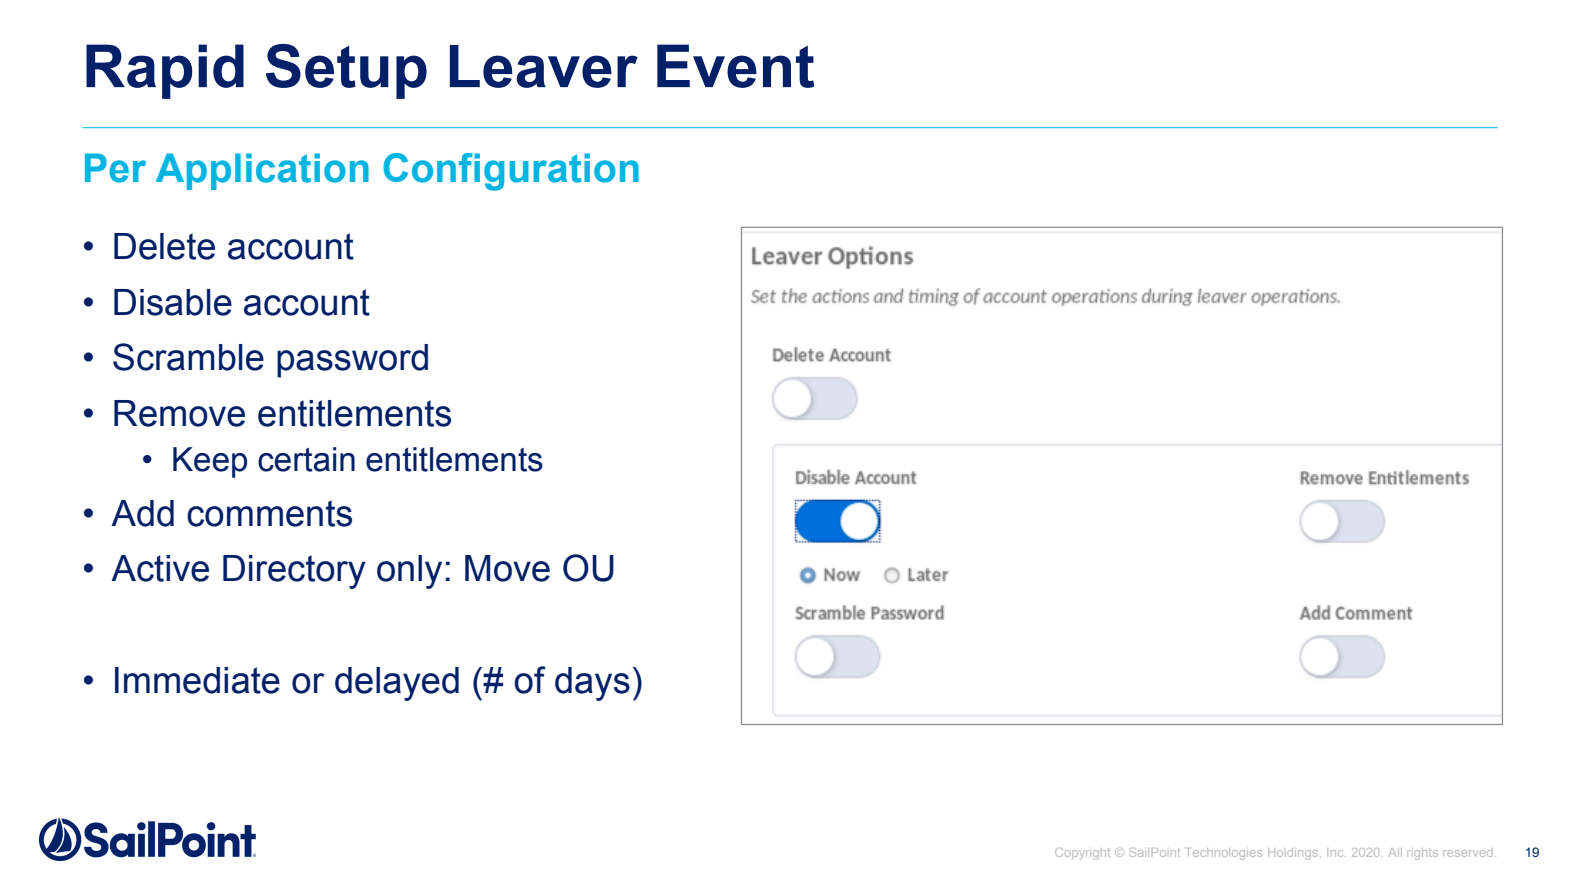 Rapid Setup Leaver Event
Per Application Configuration
• Delete account
• Disable account
• Scramble password
• Remove entitlements
• Keep certain entitlements
• Add comments
• Active Directory only: Move OU
• Immediate or delayed (# of days)
Leaver Options
Set the actions and timing of account operations during leaver operations.
Delete Account
Disable Account
Remove Entitlements
Now Later
Scramble Password
Add Comment
SailPoint
Copyright © SailPoint Technologies Holdings, Inc. 2020. All rights reserved. 19